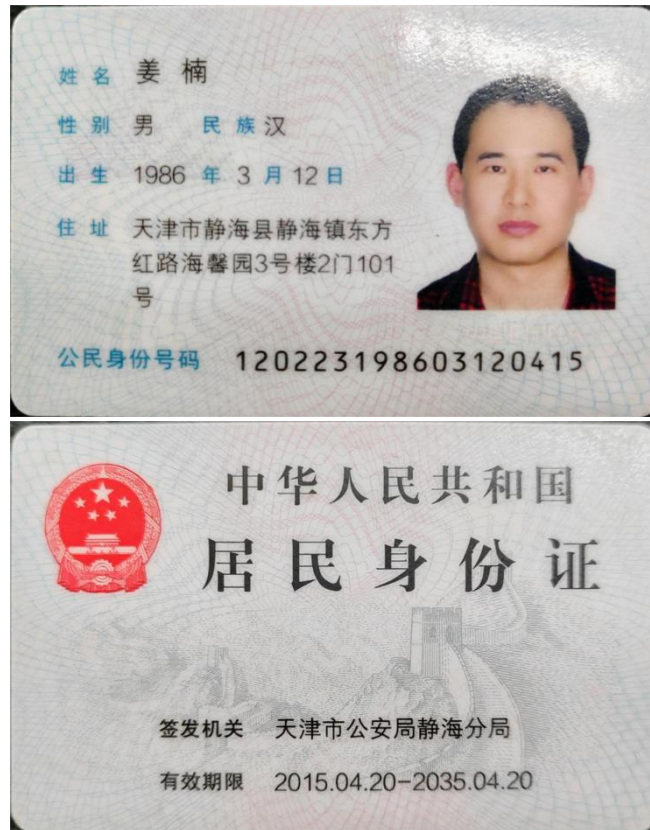 姓名 姜楠
性别 男 民族 汉
出生 1986 年 3 月 12 日
住址 天津市静海县静海镇东方
红路海馨园3号楼2门101
号
公民身份号码 120223198603120415
中华人民共和国
居民身份证
签发机关 天津市公安局静海分局
有效期限 2015.04.20-2035.04.20